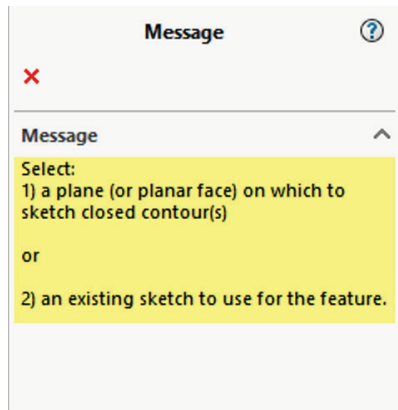 Message
?
Message
Select:
1) a plane (or planar face) on which to
sketch closed contour(s)
or
2) an existing sketch to use for the feature.